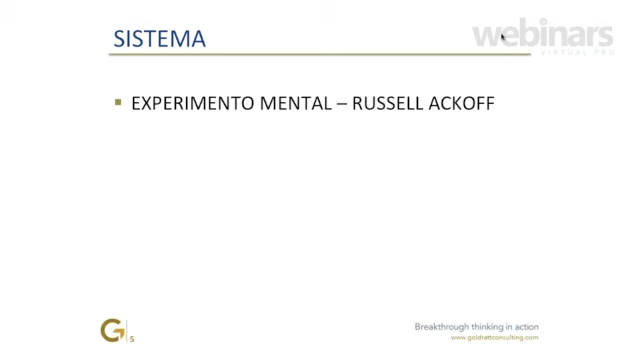 webinars
VIRTUAL·PRO
SISTEMA
▪ EXPERIMENTO MENTAL – RUSSELL ACKOFF
G 5
Breakthrough thinking in action
www.goldrattconsulting.com